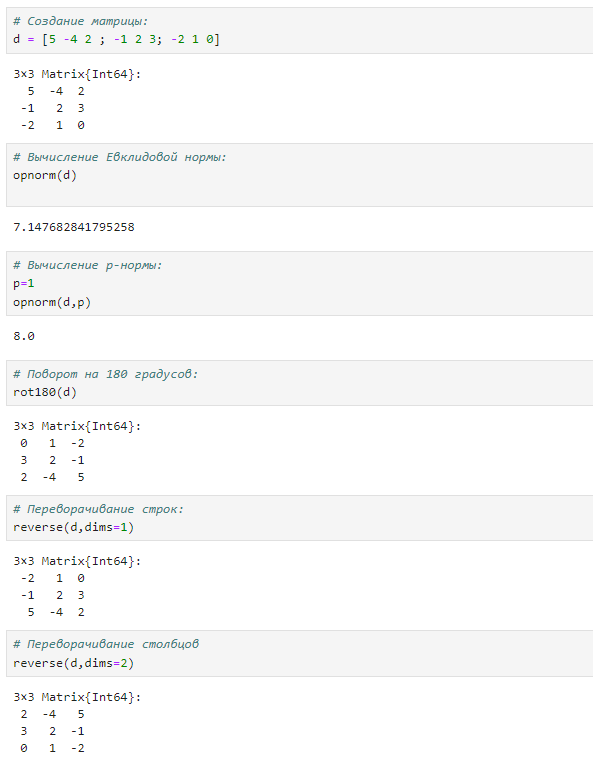 # Создание матрицы:
d = [5 -4 2 ; -1 2 3; -2 1 0]
3×3 Matrix{Int64}:
5 -4 2
-1 2 3
-2 1 0
# Вычисление Евклидовой нормы:
opnorm(d)
7.147682841795258
# Вычисление p-нормы:
p=1
opnorm(d,p)
8.0
# Поворот на 180 градусов:
rot180(d)
3×3 Matrix{Int64}:
0 1 -2
3 2 -1
2 -4 5
# Переворачивание строк:
reverse(d,dims=1)
3×3 Matrix{Int64}:
-2 1 0
-1 2 3
5 -4 2
# Переворачивание столбцов
reverse(d,dims=2)
3×3 Matrix{Int64}:
2 -4 5
3 2 -1
0 1 -2